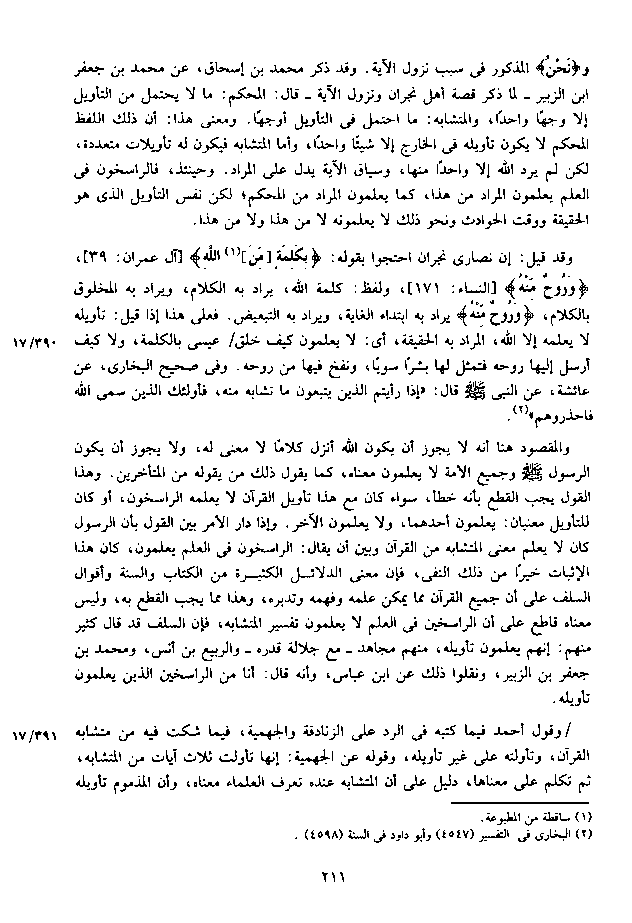 و﴿نَحْنُ﴾ المذكور فى سبب نزول الآية. وقد ذكر محمد بن إسحاق، عن محمد بن جعفر
ابن الزبير ـ لما ذكر قصة أهل نجران ونزول الآية ـ قال: المحكم: ما لا يحتمل من التأويل
إلا وجهًا واحدًا، والمتشابه: ما احتمل فى التأويل أوجهًا. ومعنى هذا: أن ذلك اللفظ
المحكم لا يكون تأويله فى الخارج إلا شيئًا واحدًا، وأما المتشابه فيكون له تأويلات متعددة،
لكن لم يرد الله إلا واحدًا منها، وسياق الآية يدل على المراد. وحينئذ، فالراسخون فى
العلم يعلمون المراد من هذا، كما يعلمون المراد من المحكم؛ لكن نفس التأويل الذى هو
الحقيقة ووقت الحوادث ونحو ذلك لا يعلمونه لا من هذا ولا من هذا.
وقد قيل: إن نصارى نجران احتجوا بقوله: ﴿بِكَلِمَةٍ [مِّنَ](١) اللَّهِ﴾ [آل عمران: ٣٩]،
﴿وَرُوحٌ مِّنْهُ﴾ [النساء: ١٧١]، ولفظ: كلمة الله، يراد به الكلام، ويراد به المخلوق
بالكلام، ﴿وَرُوحٌ مِّنْهُ﴾ يراد به ابتداء الغاية، ويراد به التبعيض. فعلى هذا إذا قيل: تأويله
لا يعلمه إلا الله، المراد به الحقيقة، أى: لا يعلمون كيف خلق/ عيسى بالكلمة، ولا كيف ١٧/٣٩٠
أرسل إليها روحه فتمثل لها بشرًا سويًا، ونفخ فيها من روحه. وفى صحيح البخارى، عن
عائشة، عن النبى ﷺ قال: «إذا رأيتم الذين يتبعون ما تشابه منه، فأولئك الذين سمى الله
فاحذروهم»(٢).
والمقصود هنا أنه لا يجوز أن يكون الله أنزل كلامًا لا معنى له، ولا يجوز أن يكون
الرسول ﷺ وجميع الأمة لا يعلمون معناه، كما يقول ذلك من يقوله من المتأخرين. وهذا
القول يجب القطع بأنه خطأ، سواء كان مع هذا تأويل القرآن لا يعلمه الراسخون، أو كان
للتأويل معنيان: يعلمون أحدهما، ولا يعلمون الآخر. وإذا دار الأمر بين القول بأن الرسول
كان لا يعلم معنى المتشابه من القرآن وبين أن يقال: الراسخون فى العلم يعلمون، كان هذا
الإثبات خيرًا من ذلك النفى، فإن معنى الدلائل الكثيرة من الكتاب والسنة وأقوال
السلف على أن جميع القرآن مما يمكن علمه وفهمه وتدبره، وهذا مما يجب القطع به، وليس
معناه قاطع على أن الراسخين فى العلم لا يعلمون تفسير المتشابه، فإن السلف قد قال كثير
منهم: إنهم يعلمون تأويله، منهم مجاهد ـ مع جلالة قدره ـ والربيع بن أنس، ومحمد بن
جعفر بن الزبير، ونقلوا ذلك عن ابن عباس، وأنه قال: أنا من الراسخين الذين يعلمون
تأويله.
/ وقول أحمد فيما كتبه فى الرد على الزنادقة والجهمية، فيما شكت فيه من متشابه ١٧/٣٩١
القرآن، وتأولته على غير تأويله، وقوله عن الجهمية: إنها تأولت ثلاث آيات من المتشابه،
ثم تكلم على معناها، دليل على أن المتشابه عنده تعرف العلماء معناه، وأن المذموم تأويله
(١) ساقطة من المطبوعة.
(٢) البخارى فى التفسير (٤٥٤٧) وأبو داود فى السنة (٤٥٩٨) .
٢١١